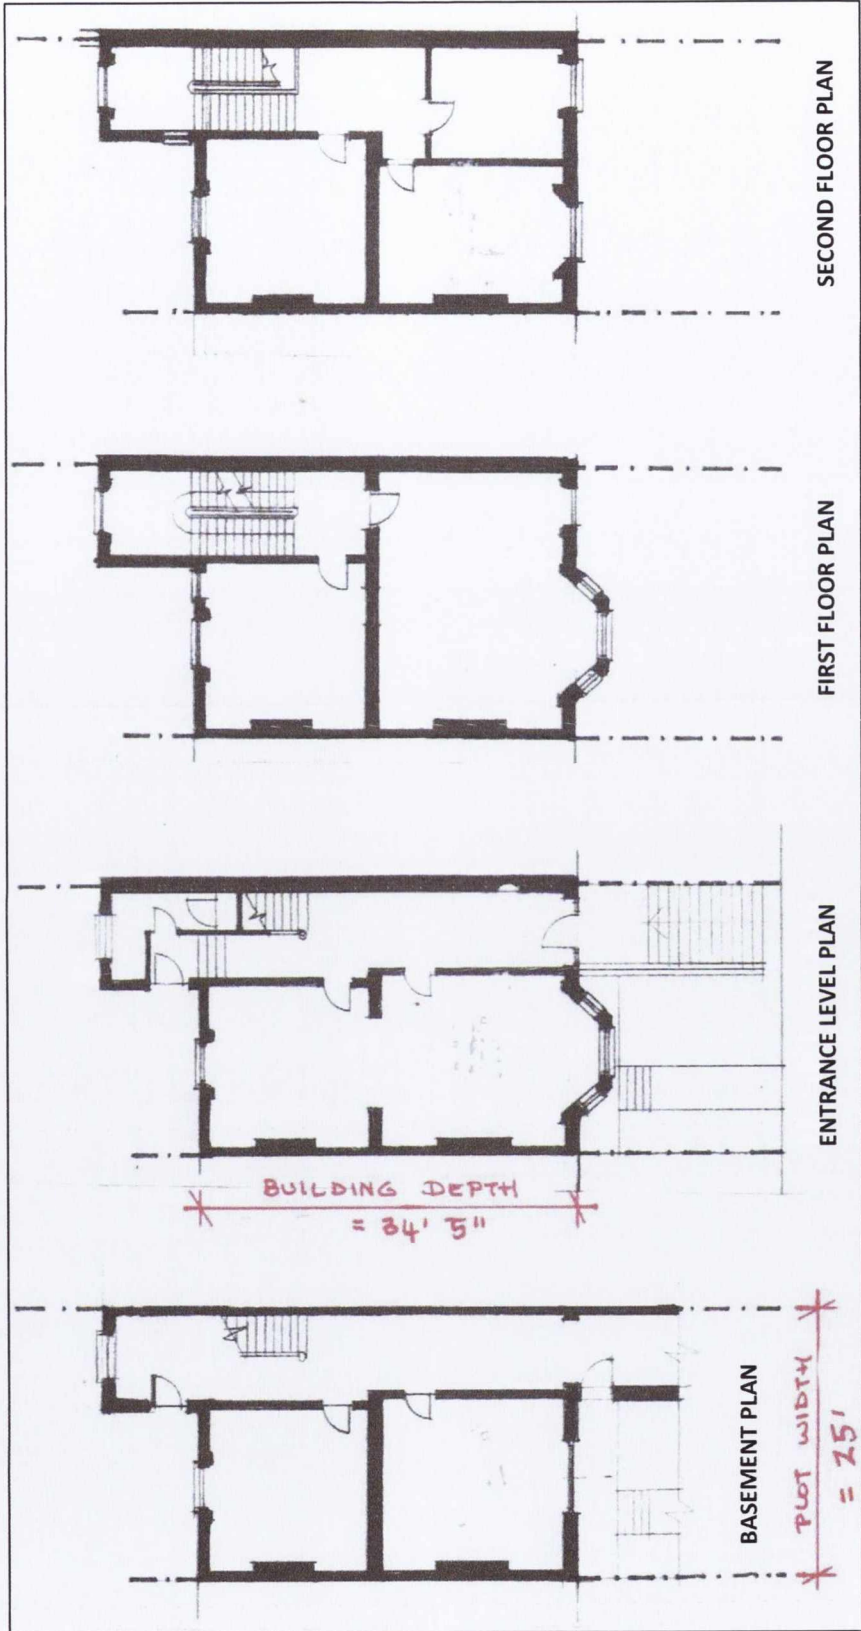 BASEMENT PLAN
PLOT WIDTH
= 25'
ENTRANCE LEVEL PLAN
BUILDING DEPTH
= 34' 5"
FIRST FLOOR PLAN
SECOND FLOOR PLAN